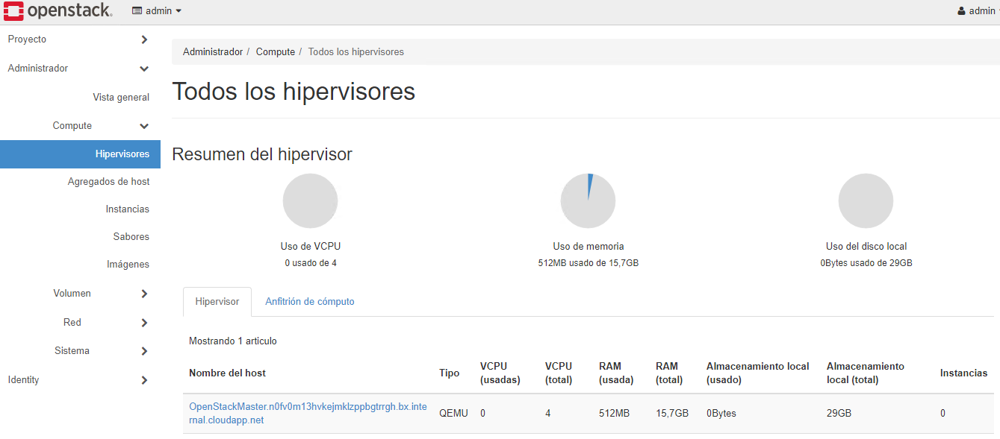 openstack.
admin
admin
Proyecto
Administrador
Vista general
Compute
Hipervisores
Agregados de host
Instancias
Sabores
Imágenes
Volumen
Red
Sistema
Identity
Administrador / Compute / Todos los hipervisores
Todos los hipervisores
Resumen del hipervisor
Uso de VCPU
0 usado de 4
Uso de memoria
512MB usado de 15,7GB
Uso del disco local
0Bytes usado de 29GB
Hipervisor
Anfitrión de cómputo
Mostrando 1 articulo
Nombre del host
Tipo
VCPU
(usadas)
VCPU
(total)
RAM
(usada)
RAM
(total)
Almacenamiento local
(usado)
Almacenamiento
local (total)
Instancias
OpenStackMaster.n0fv0m13hvkejmklzppbgtrrgh.bx.inte
rnal.cloudapp.net
QEMU
0
4
512MB
15,7GB
0Bytes
29GB
0